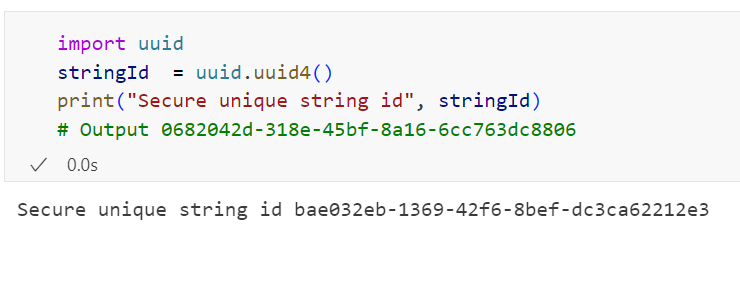 import uuid
stringId  = uuid.uuid4()
print("Secure unique string id", stringId)
# Output 0682042d-318e-45bf-8a16-6cc763dc8806
0.0s
Secure unique string id bae032eb-1369-42f6-8bef-dc3ca62212e3